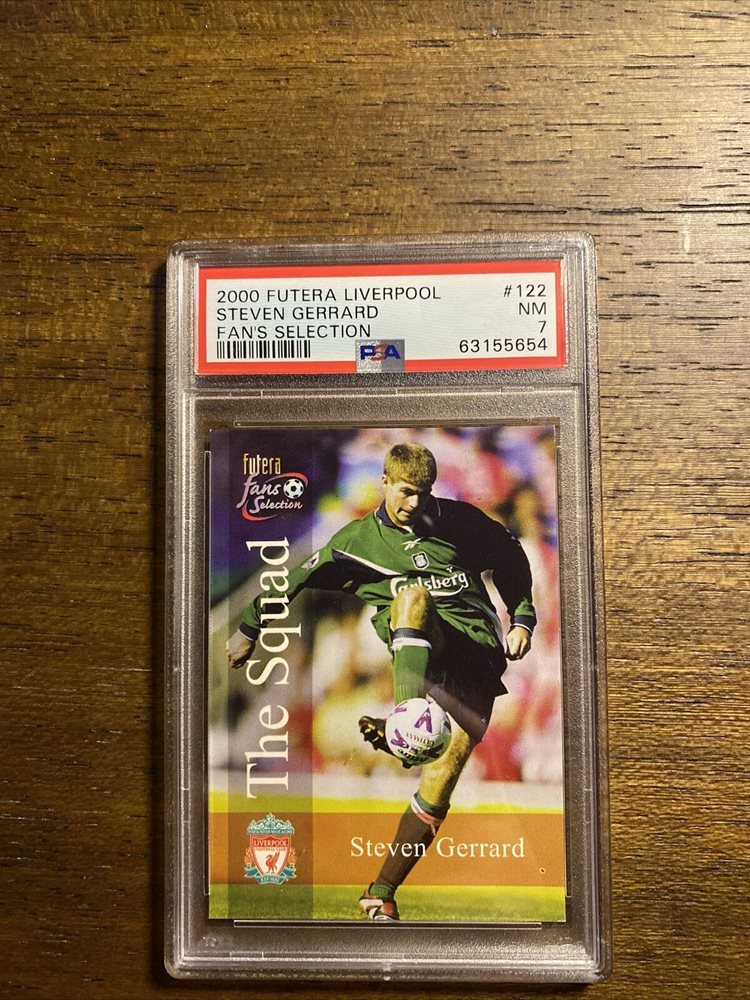 2000 FUTERA LIVERPOOL #122
STEVEN GERRARD NM
FAN'S SELECTION 7
PSA 63155654
futera
fans
Selection
The Squad
Carlsberg
LIVERPOOL
Steven Gerrard